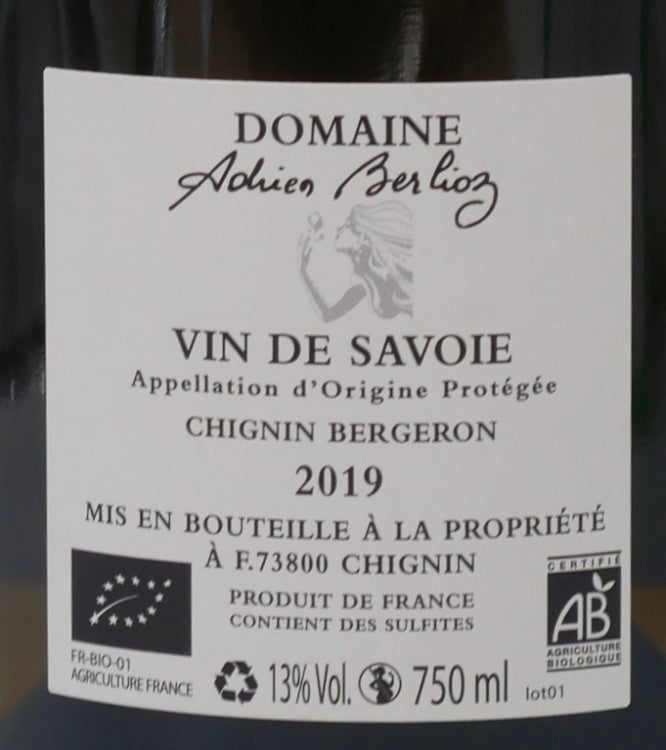 DOMAINE
Adrien Berlioz
VIN DE SAVOIE
Appellation d'Origine Protégée
CHIGNIN BERGERON
2019
MIS EN BOUTEILLE À LA PROPRIÉTÉ
À F.73800 CHIGNIN
PRODUIT DE FRANCE
CONTIENT DES SULFITES
CERTIFIÉ
AB
AGRICULTURE
BIOLOGIQUE
FR-BIO-01
AGRICULTURE FRANCE
13% Vol. 750 ml lot01